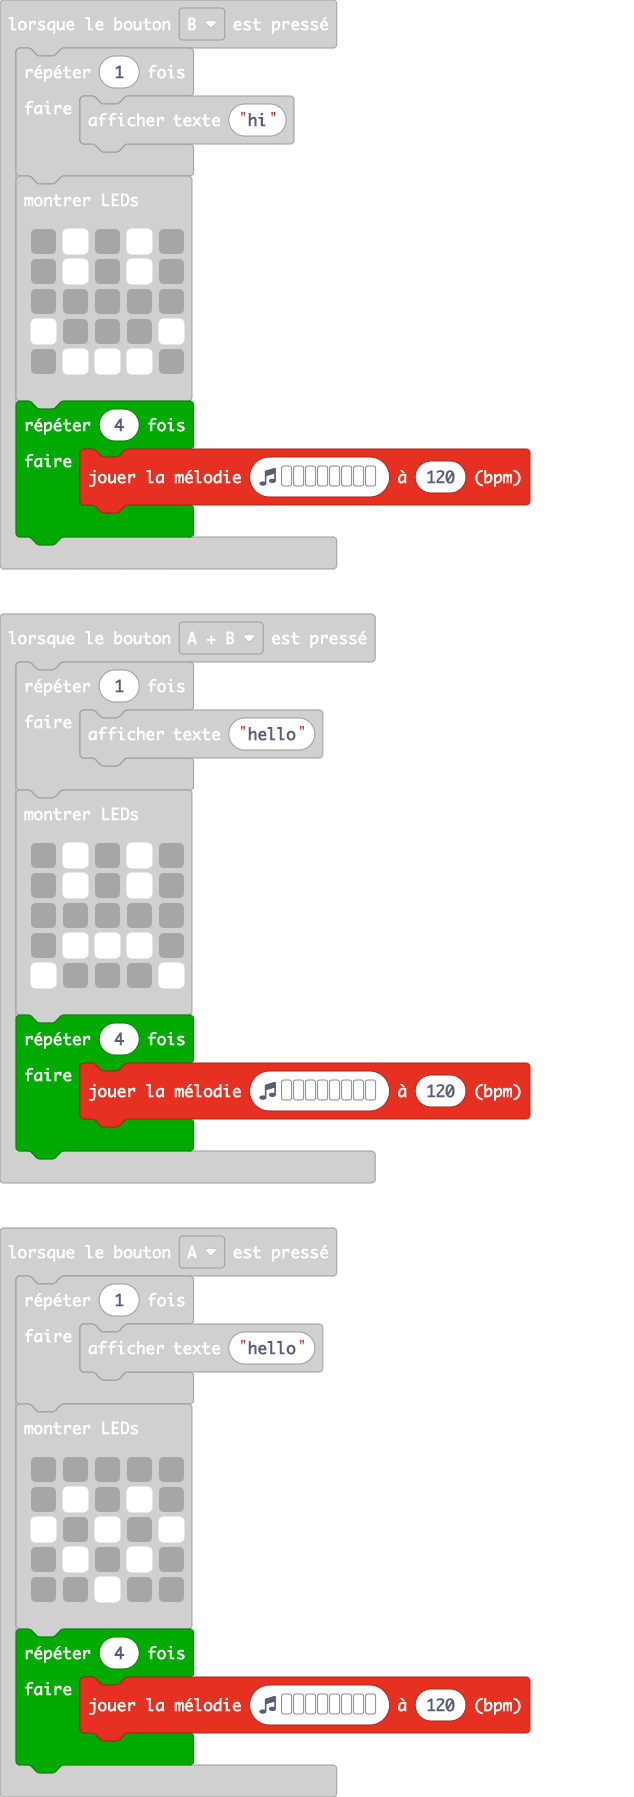 lorsque le bouton B est pressé
répéter 1 fois
faire
afficher texte "hi"
montrer LEDs
répéter 4 fois
faire
jouer la mélodie à 120 (bpm)
lorsque le bouton A + B est pressé
répéter 1 fois
faire
afficher texte "hello"
montrer LEDs
répéter 4 fois
faire
jouer la mélodie à 120 (bpm)
lorsque le bouton A est pressé
répéter 1 fois
faire
afficher texte "hello"
montrer LEDs
répéter 4 fois
faire
jouer la mélodie à 120 (bpm)